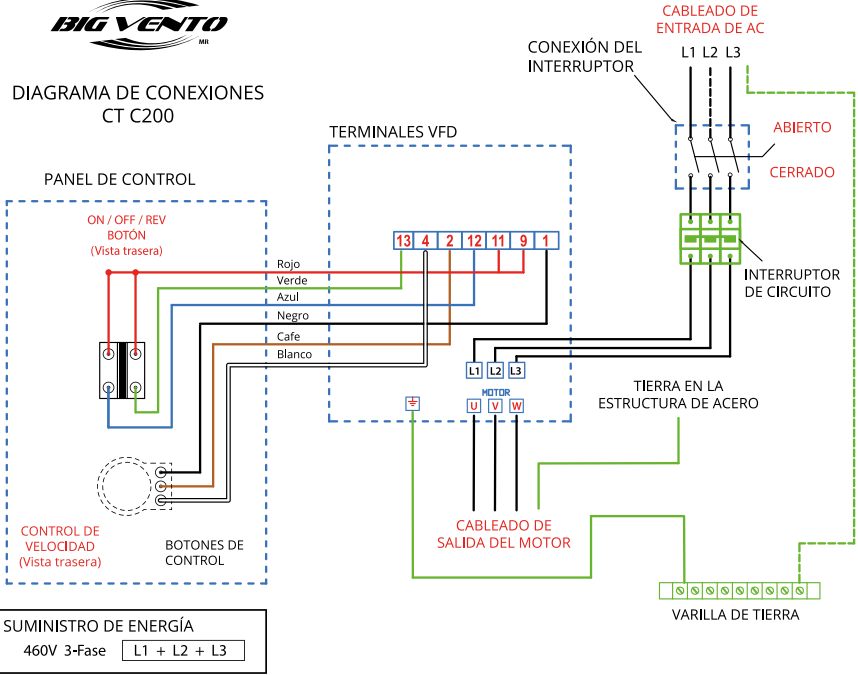 BIG VENTO
MR
DIAGRAMA DE CONEXIONES
CT C200
CABLEADO DE
ENTRADA DE AC
L1 L2 L3
CONEXIÓN DEL
INTERRUPTOR
ABIERTO
CERRADO
INTERRUPTOR
DE CIRCUITO
TERMINALES VFD
13 4 2 12 11 9 1
PANEL DE CONTROL
ON / OFF / REV
BOTÓN
(Vista trasera)
Rojo
Verde
Azul
Negro
Cafe
Blanco
L1 L2 L3
MOTOR
U V W
TIERRA EN LA
ESTRUCTURA DE ACERO
CABLEADO DE
SALIDA DEL MOTOR
CONTROL DE
VELOCIDAD
(Vista trasera)
BOTONES DE
CONTROL
VARILLA DE TIERRA
SUMINISTRO DE ENERGÍA
460V 3-Fase L1 + L2 + L3